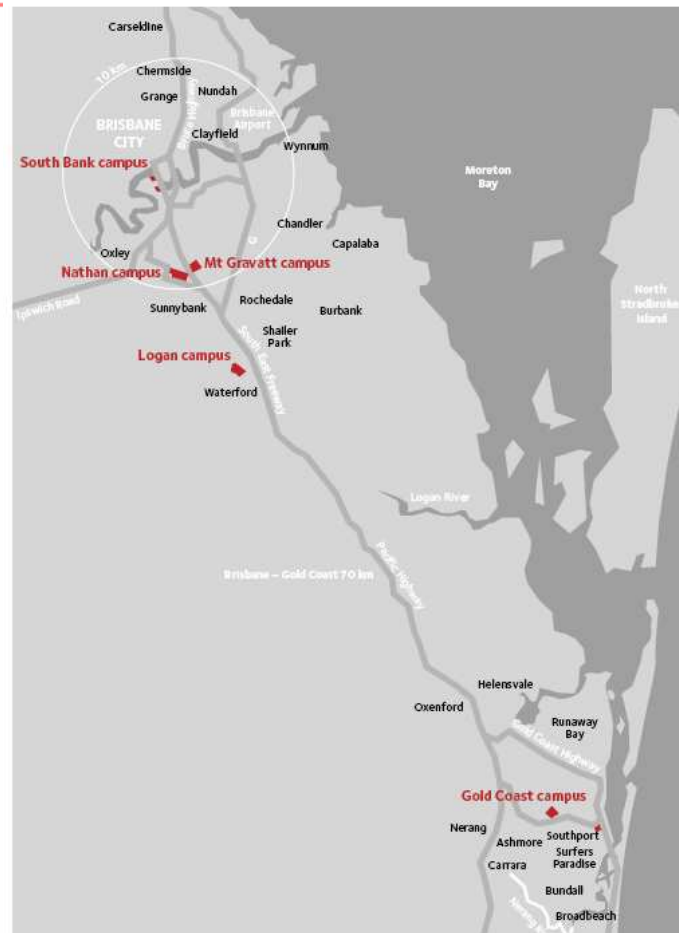 Carseldine
10 km
Chermside
Grange
Nundah
Bruce Highway
Brisbane
Airport
BRISBANE
CITY
Clayfield
Wynnum
South Bank campus
Moreton
Bay
Chandler
Capalaba
Oxley
Mt Gravatt campus
Nathan campus
North
Stradbroke
Island
Ipswich Road
Sunnybank
Rochedale
Burbank
Shailer
Park
South East Freeway
Logan campus
Waterford
Logan River
Pacific Highway
Brisbane – Gold Coast 70 km
Helensvale
Oxenford
Runaway
Bay
Gold Coast Highway
Gold Coast campus
Nerang
Southport
Ashmore
Surfers
Paradise
Carrara
Bundall
Nerang
Broadbeach